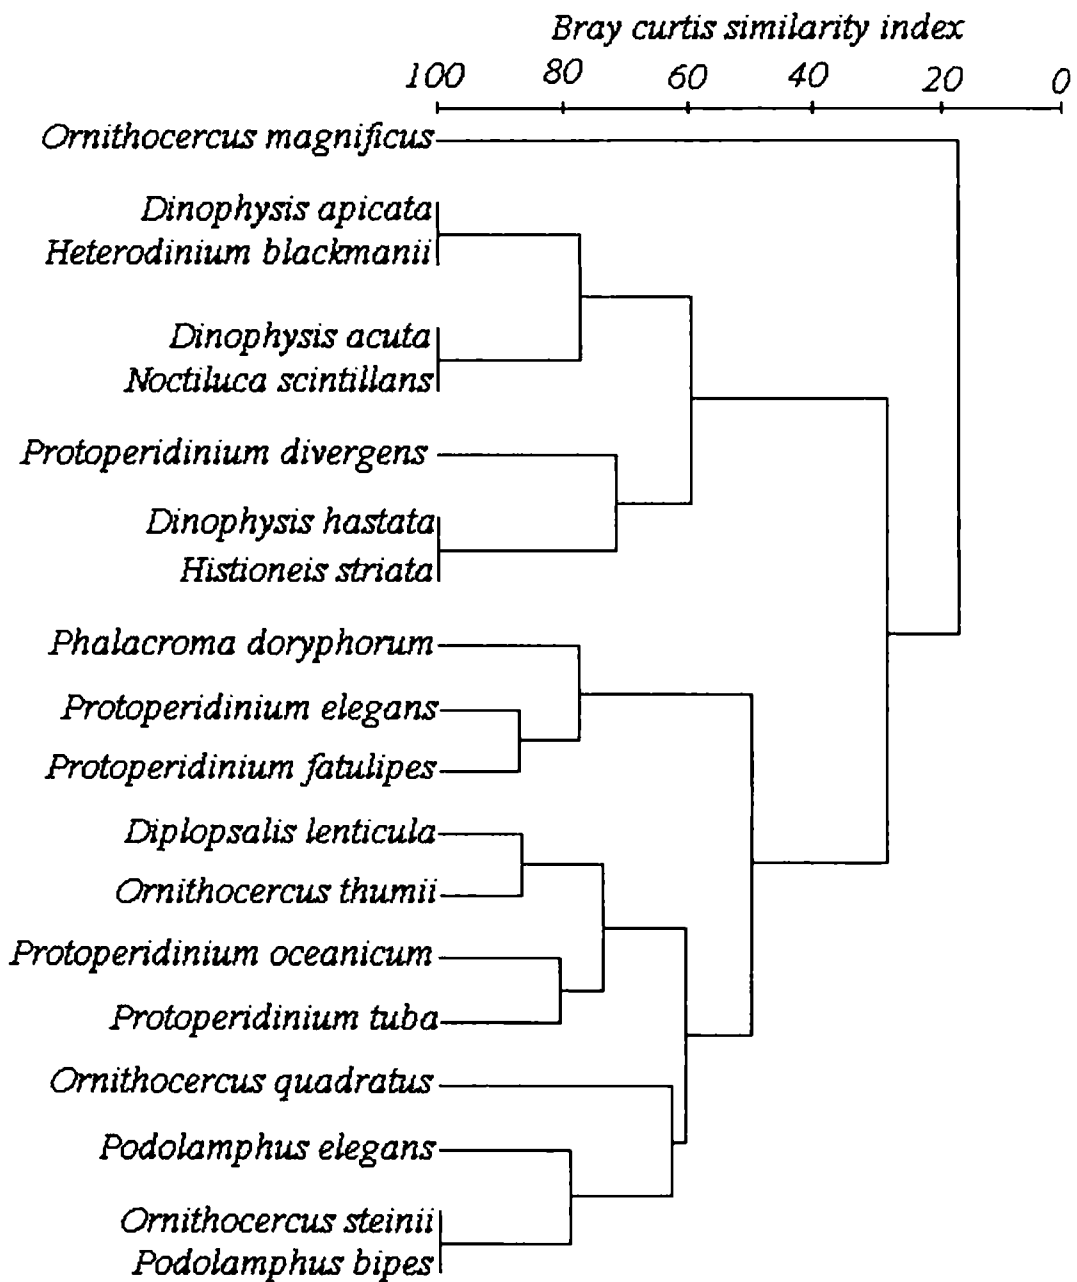 Bray curtis similarity index
100 80 60 40 20 0
Ornithocercus magnificus
Dinophysis apicata
Heterodinium blackmanii
Dinophysis acuta
Noctiluca scintillans
Protoperidinium divergens
Dinophysis hastata
Histioneis striata
Phalacroma doryphorum
Protoperidinium elegans
Protoperidinium fatulipes
Diplopsalis lenticula
Ornithocercus thumii
Protoperidinium oceanicum
Protoperidinium tuba
Ornithocercus quadratus
Podolamphus elegans
Ornithocercus steinii
Podolamphus bipes